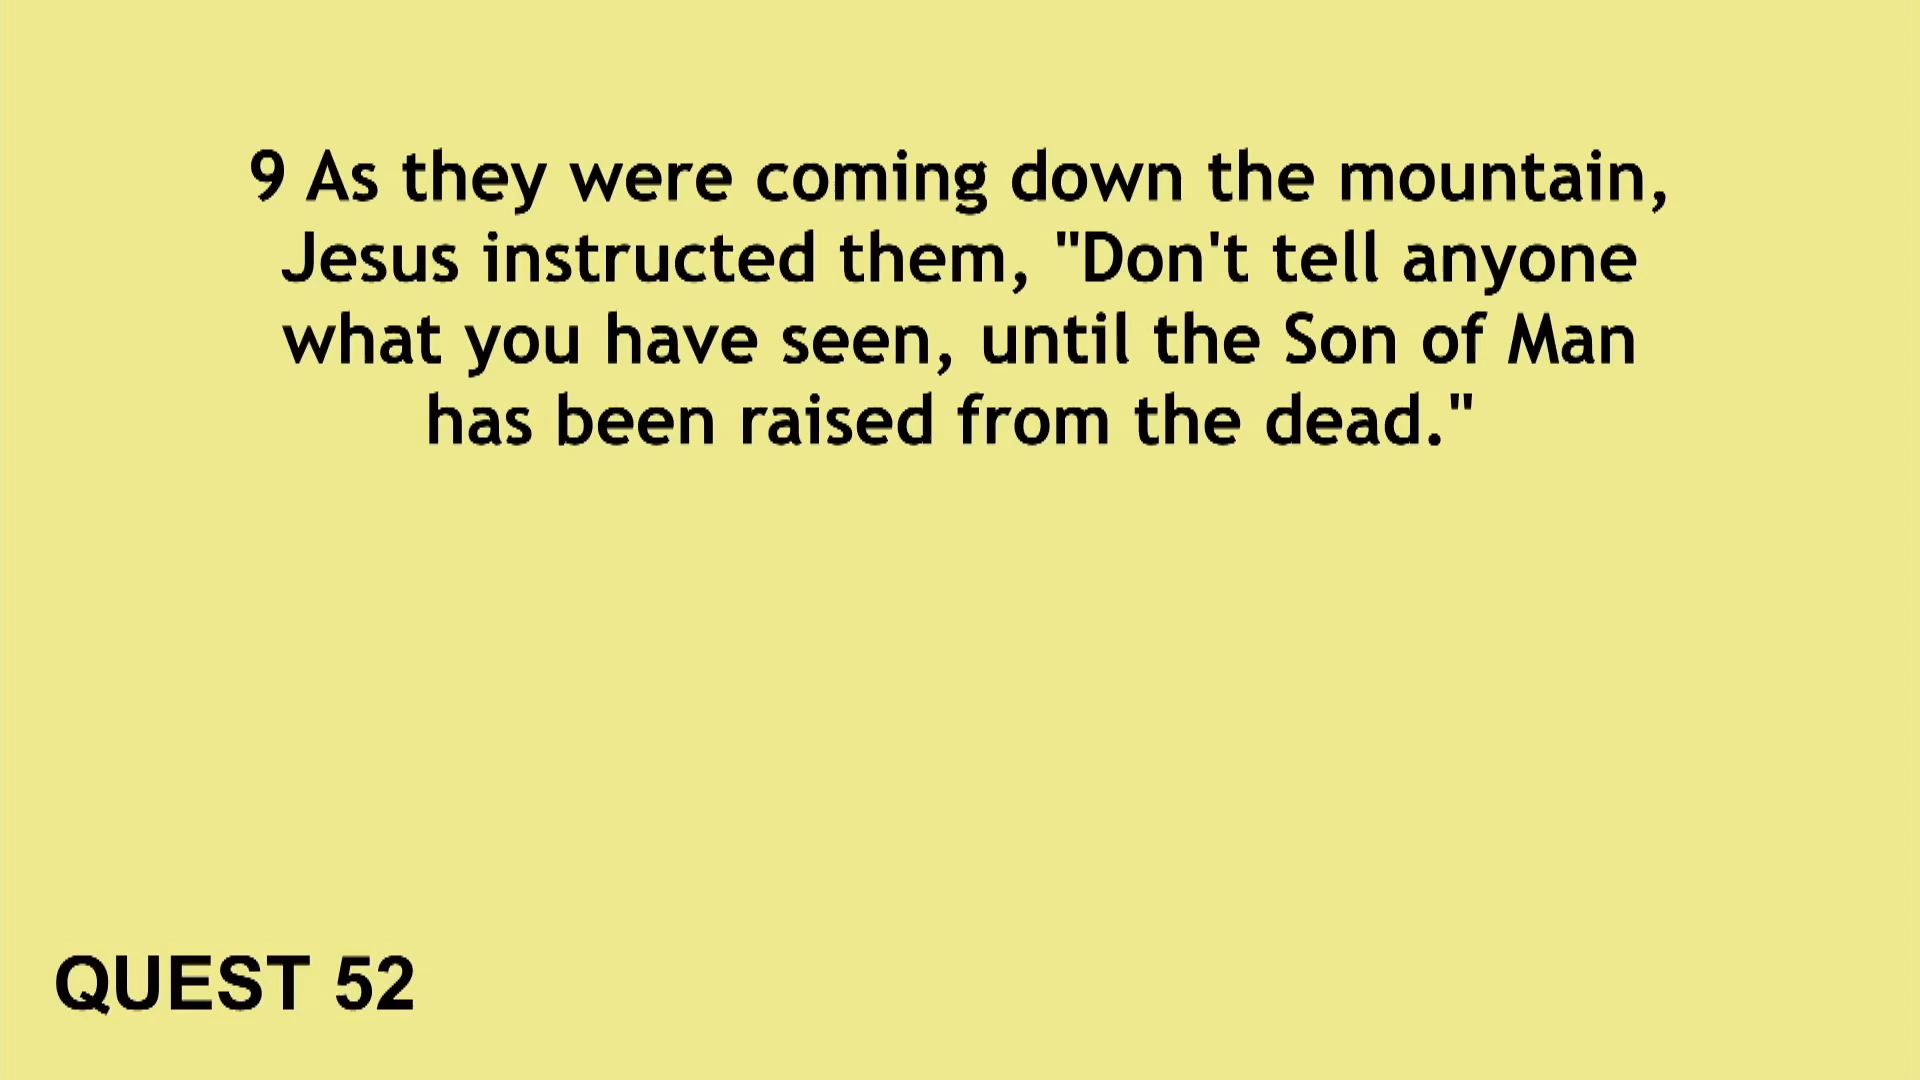 9 As they were coming down the mountain,
Jesus instructed them, "Don't tell anyone
what you have seen, until the Son of Man
has been raised from the dead."
QUEST 52